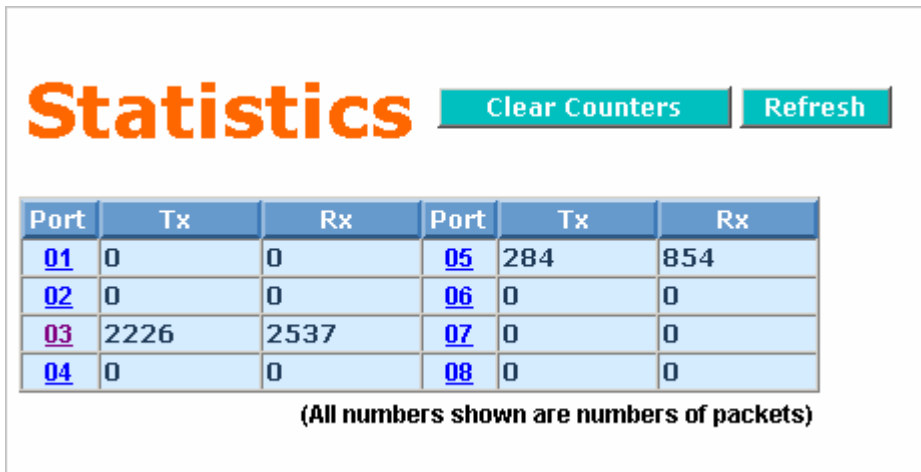 Statistics Clear Counters Refresh
Port Tx Rx Port Tx Rx
01 0 0 05 284 854
02 0 0 06 0 0
03 2226 2537 07 0 0
04 0 0 08 0 0
(All numbers shown are numbers of packets)